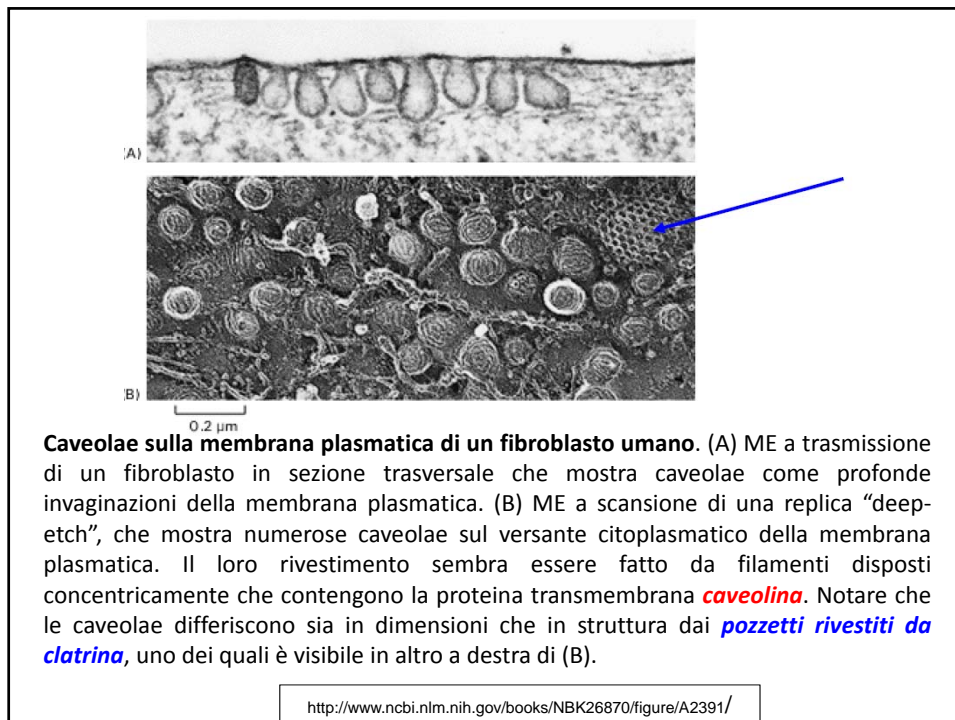 (A)
(B)
0.2 µm
Caveolae sulla membrana plasmatica di un fibroblasto umano. (A) ME a trasmissione
di un fibroblasto in sezione trasversale che mostra caveolae come profonde
invaginazioni della membrana plasmatica. (B) ME a scansione di una replica “deep-
etch”, che mostra numerose caveolae sul versante citoplasmatico della membrana
plasmatica. Il loro rivestimento sembra essere fatto da filamenti disposti
concentricamente che contengono la proteina transmembrana caveolina. Notare che
le caveolae differiscono sia in dimensioni che in struttura dai pozzetti rivestiti da
clatrina, uno dei quali è visibile in altro a destra di (B).
http://www.ncbi.nlm.nih.gov/books/NBK26870/figure/A2391/